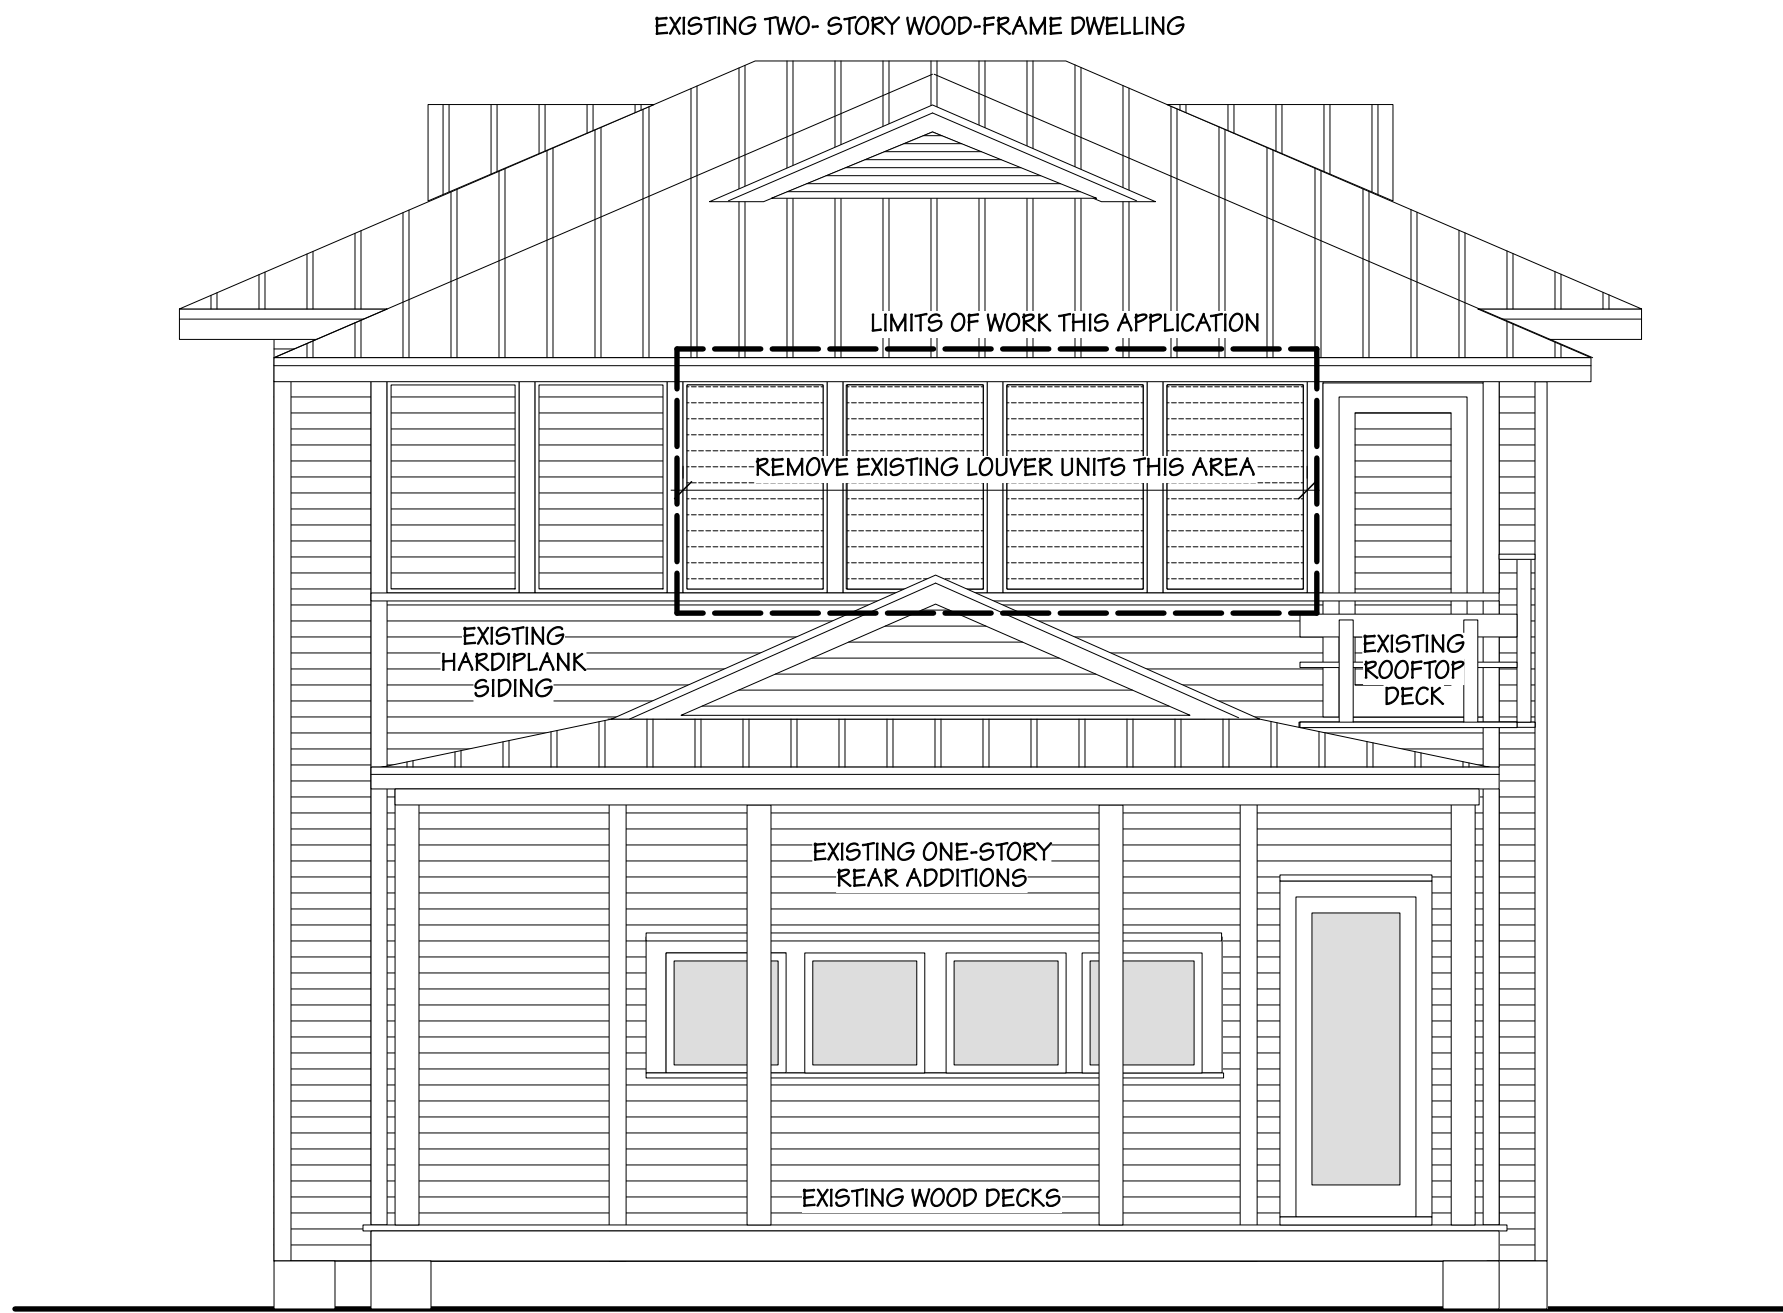 EXISTING TWO- STORY WOOD-FRAME DWELLING
LIMITS OF WORK THIS APPLICATION
REMOVE EXISTING LOUVER UNITS THIS AREA
EXISTING
HARDIPLANK
SIDING
EXISTING
ROOFTOP
DECK
EXISTING ONE-STORY
REAR ADDITIONS
EXISTING WOOD DECKS